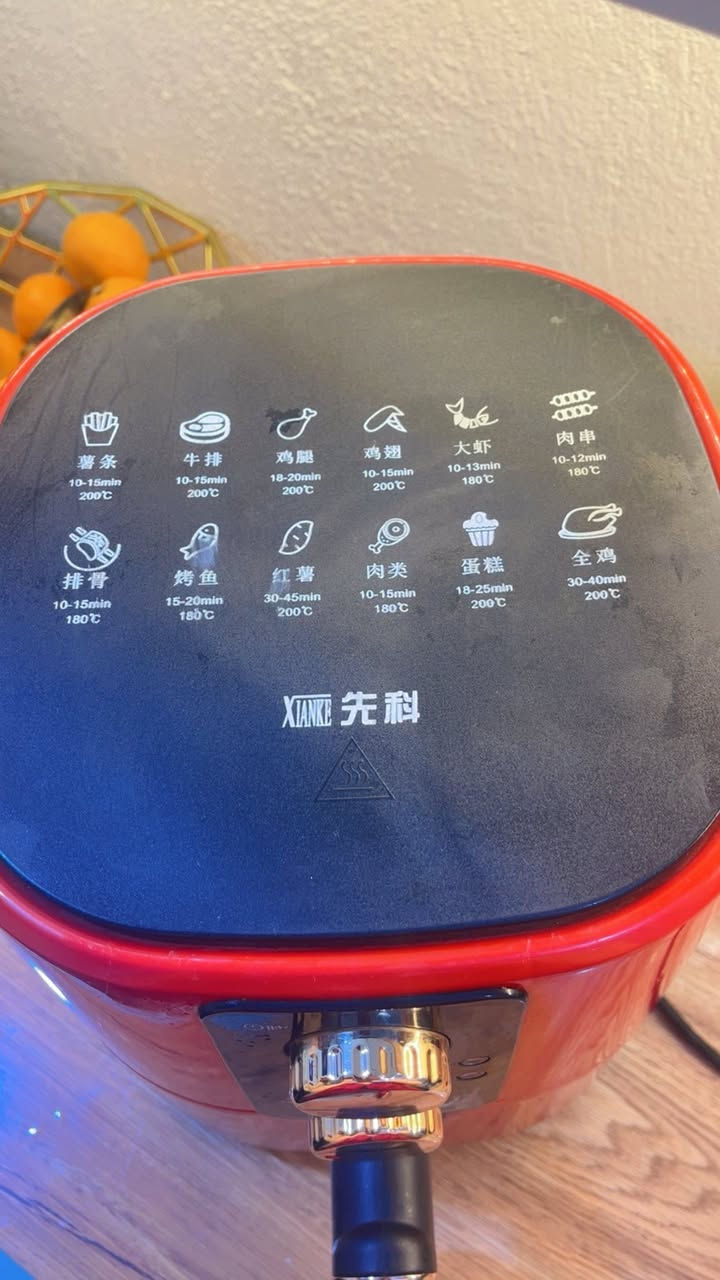 薯条 牛排 鸡腿 鸡翅 大虾 肉串
10-15min 10-15min 18-20min 10-15min 10-13min 10-12min
200℃ 200℃ 200℃ 200℃ 180℃ 180℃
排骨 烤鱼 红薯 肉类 蛋糕 全鸡
10-15min 15-20min 30-45min 10-15min 18-25min 30-40min
180℃ 180℃ 200℃ 180℃ 200℃ 200℃
XIANKE 先科